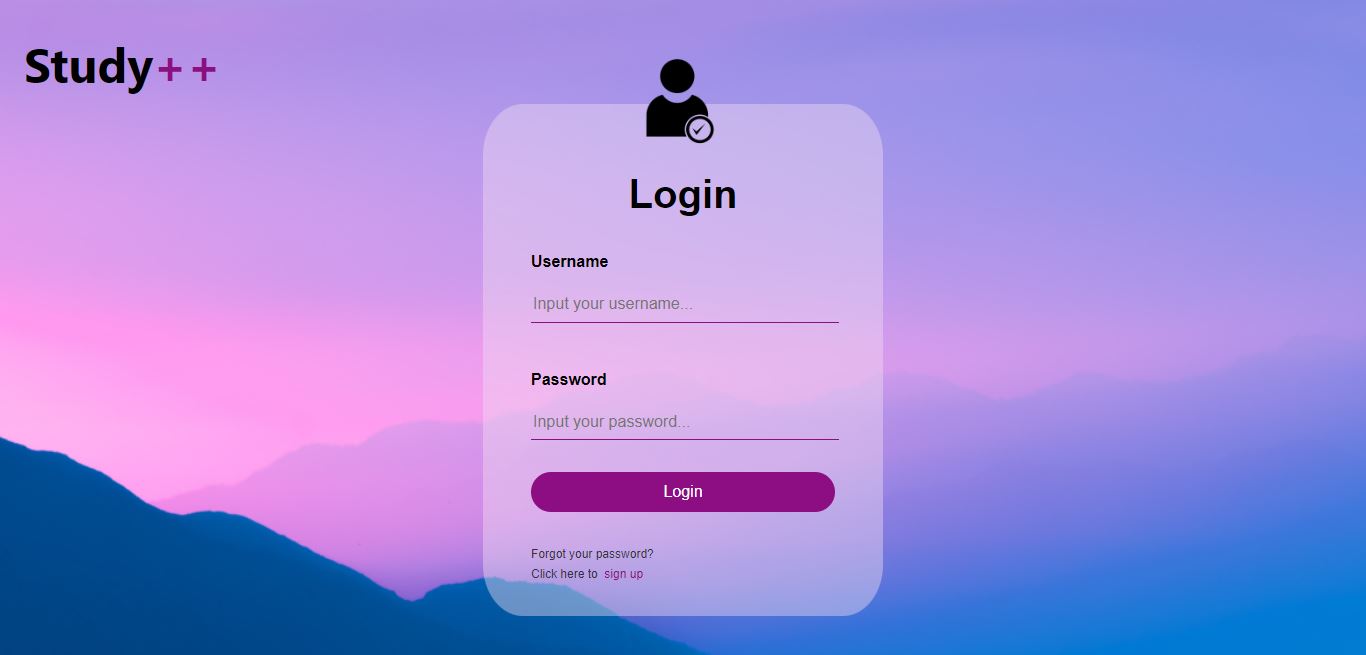 Study++
Login
Username
Input your username...
Password
Input your password...
Login
Forgot your password?
Click here to sign up